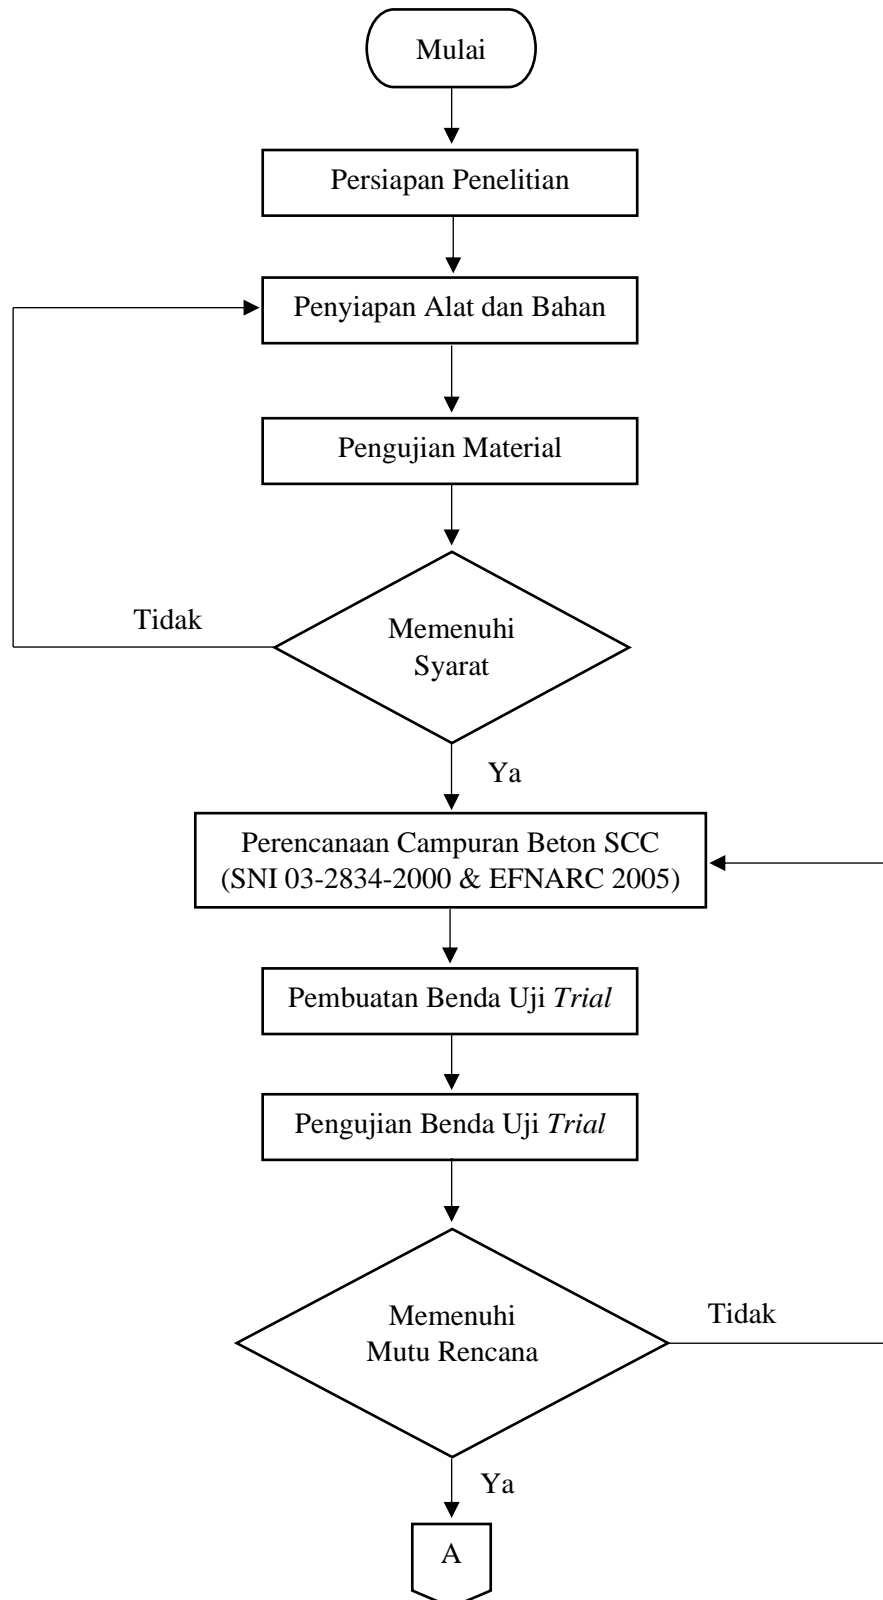 Mulai
Persiapan Penelitian
Penyiapan Alat dan Bahan
Pengujian Material
Tidak
Memenuhi
Syarat
Ya
Perencanaan Campuran Beton SCC
(SNI 03-2834-2000 & EFNARC 2005)
Pembuatan Benda Uji Trial
Pengujian Benda Uji Trial
Memenuhi
Mutu Rencana
Tidak
Ya
A